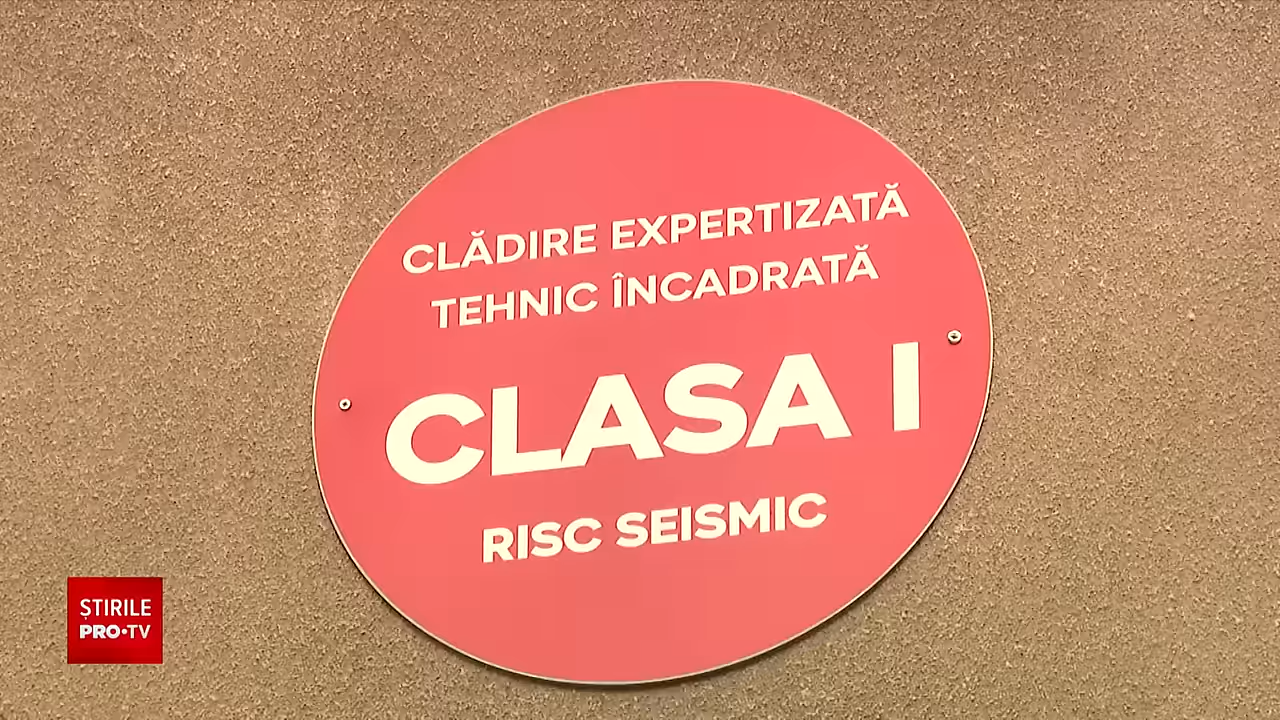 CLĂDIRE EXPERTIZATĂ
TEHNIC ÎNCADRATĂ
CLASA I
RISC SEISMIC
ȘTIRILE
PRO•TV